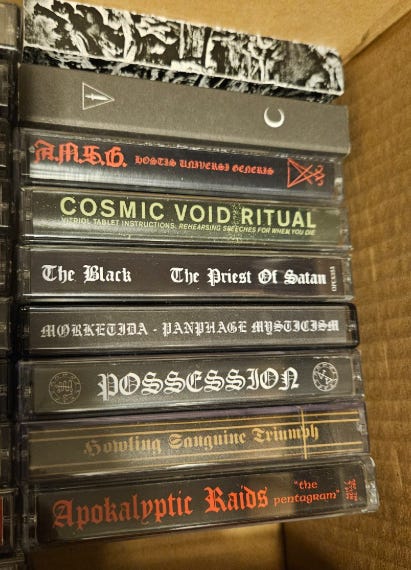 A.M.S.G. HOSTIS UNIVERSI GENERIS
COSMIC VOID RITUAL
VITRIOL TABLET INSTRUCTIONS, REHEARSING SPEECHES FOR WHEN YOU DIE
The Black The Priest Of Satan
MORKETIDA - PANPHAGE MYSTICISM
POSSESSION
Howling Sanguine Triumph
Apokalyptic Raids "the
pentagram"